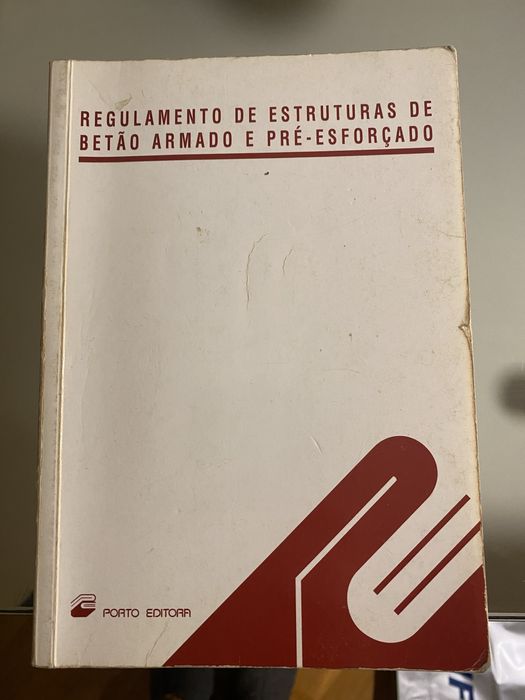 REGULAMENTO DE ESTRUTURAS DE
BETÃO ARMADO E PRÉ-ESFORÇADO
PORTO EDITORA